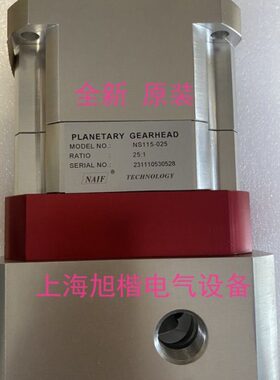 全新 原装
PLANETARY GEARHEAD
MODEL NO.: NS115-025
RATIO : 25:1
SERIAL NO.: 231110530528
NAIF ® TECHNOLOGY
上海旭楷电气设备